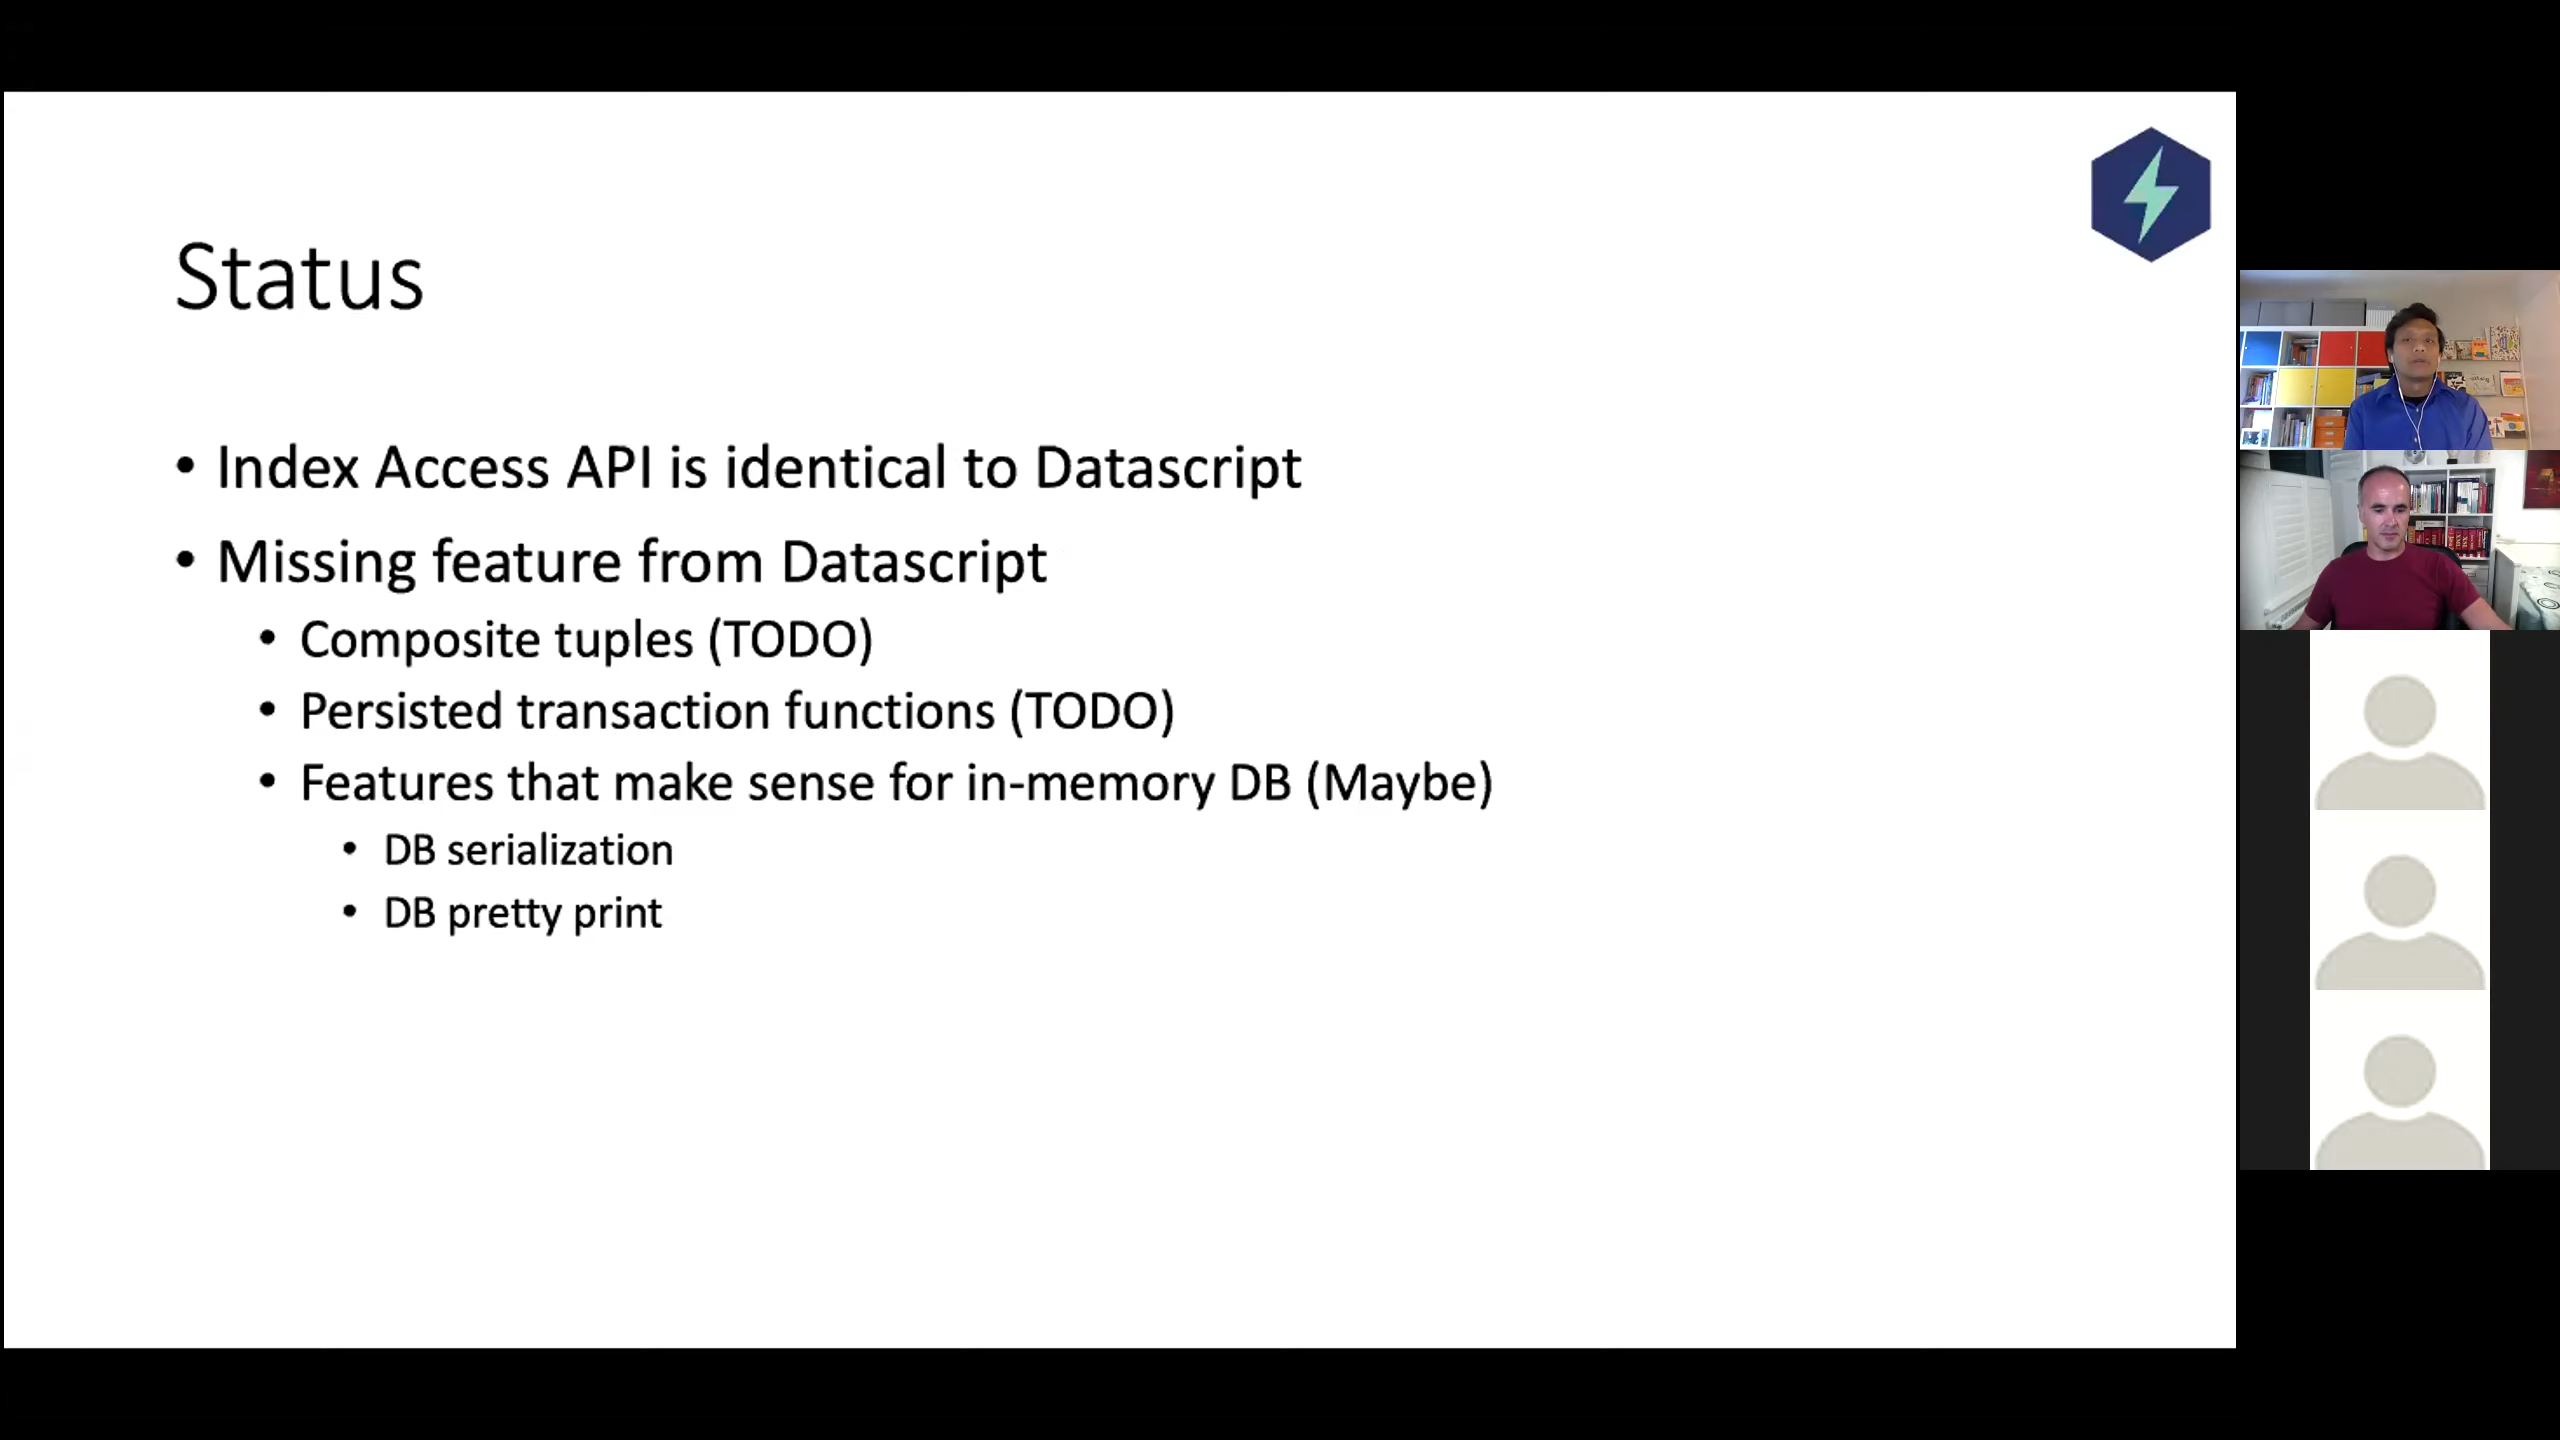 Status
• Index Access API is identical to Datascript
• Missing feature from Datascript
• Composite tuples (TODO)
• Persisted transaction functions (TODO)
• Features that make sense for in-memory DB (Maybe)
• DB serialization
• DB pretty print